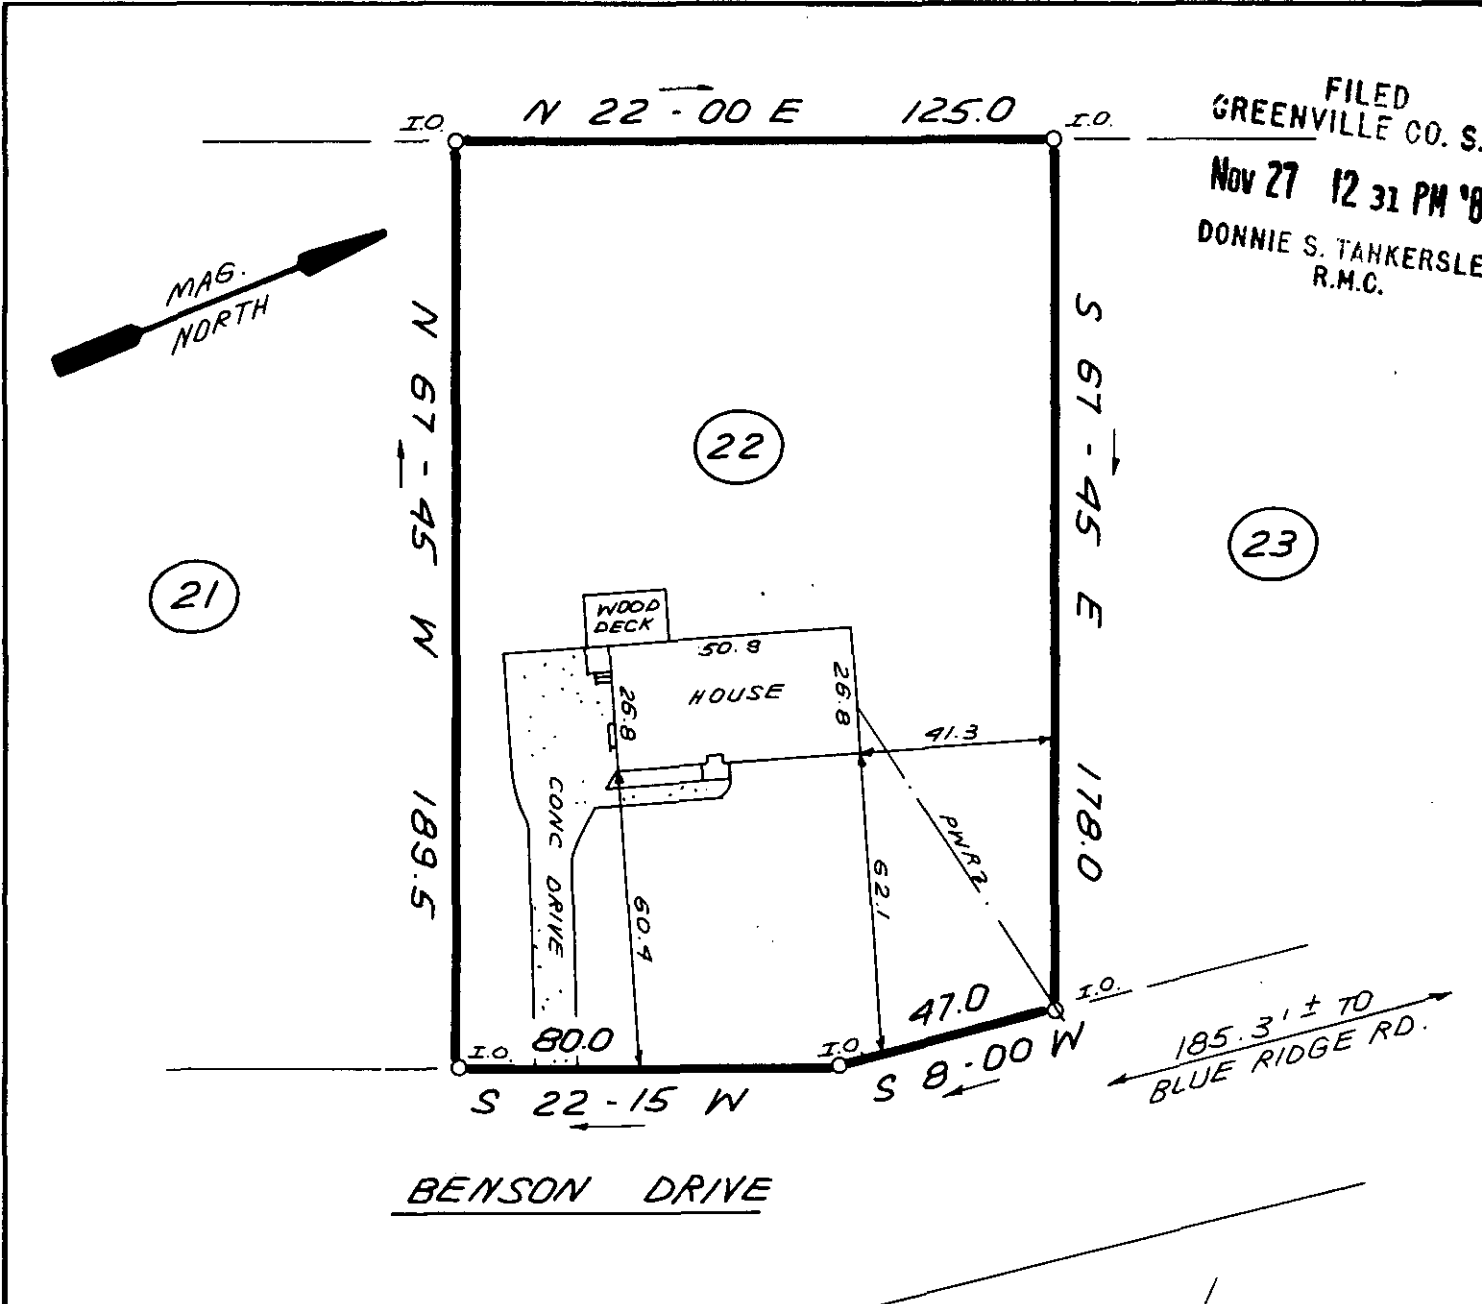 N 22-00 E 125.0
I.O.
I.O.
FILED
GREENVILLE CO. S.
Nov 27 12 31 PM '8
DONNIE S. TANKERSLE
R.M.C.
MAG.
NORTH
N 67-45 W 189.5
S 67-45 E 178.0
22
21
23
WOOD
DECK
50.8
HOUSE
26.8
26.8
41.3
CONC DRIVE
60.4
62.1
PWR
I.O.
80.0
I.O.
47.0
I.O.
S 22-15 W
S 8-00 W
185.3'± TO
BLUE RIDGE RD.
BENSON DRIVE